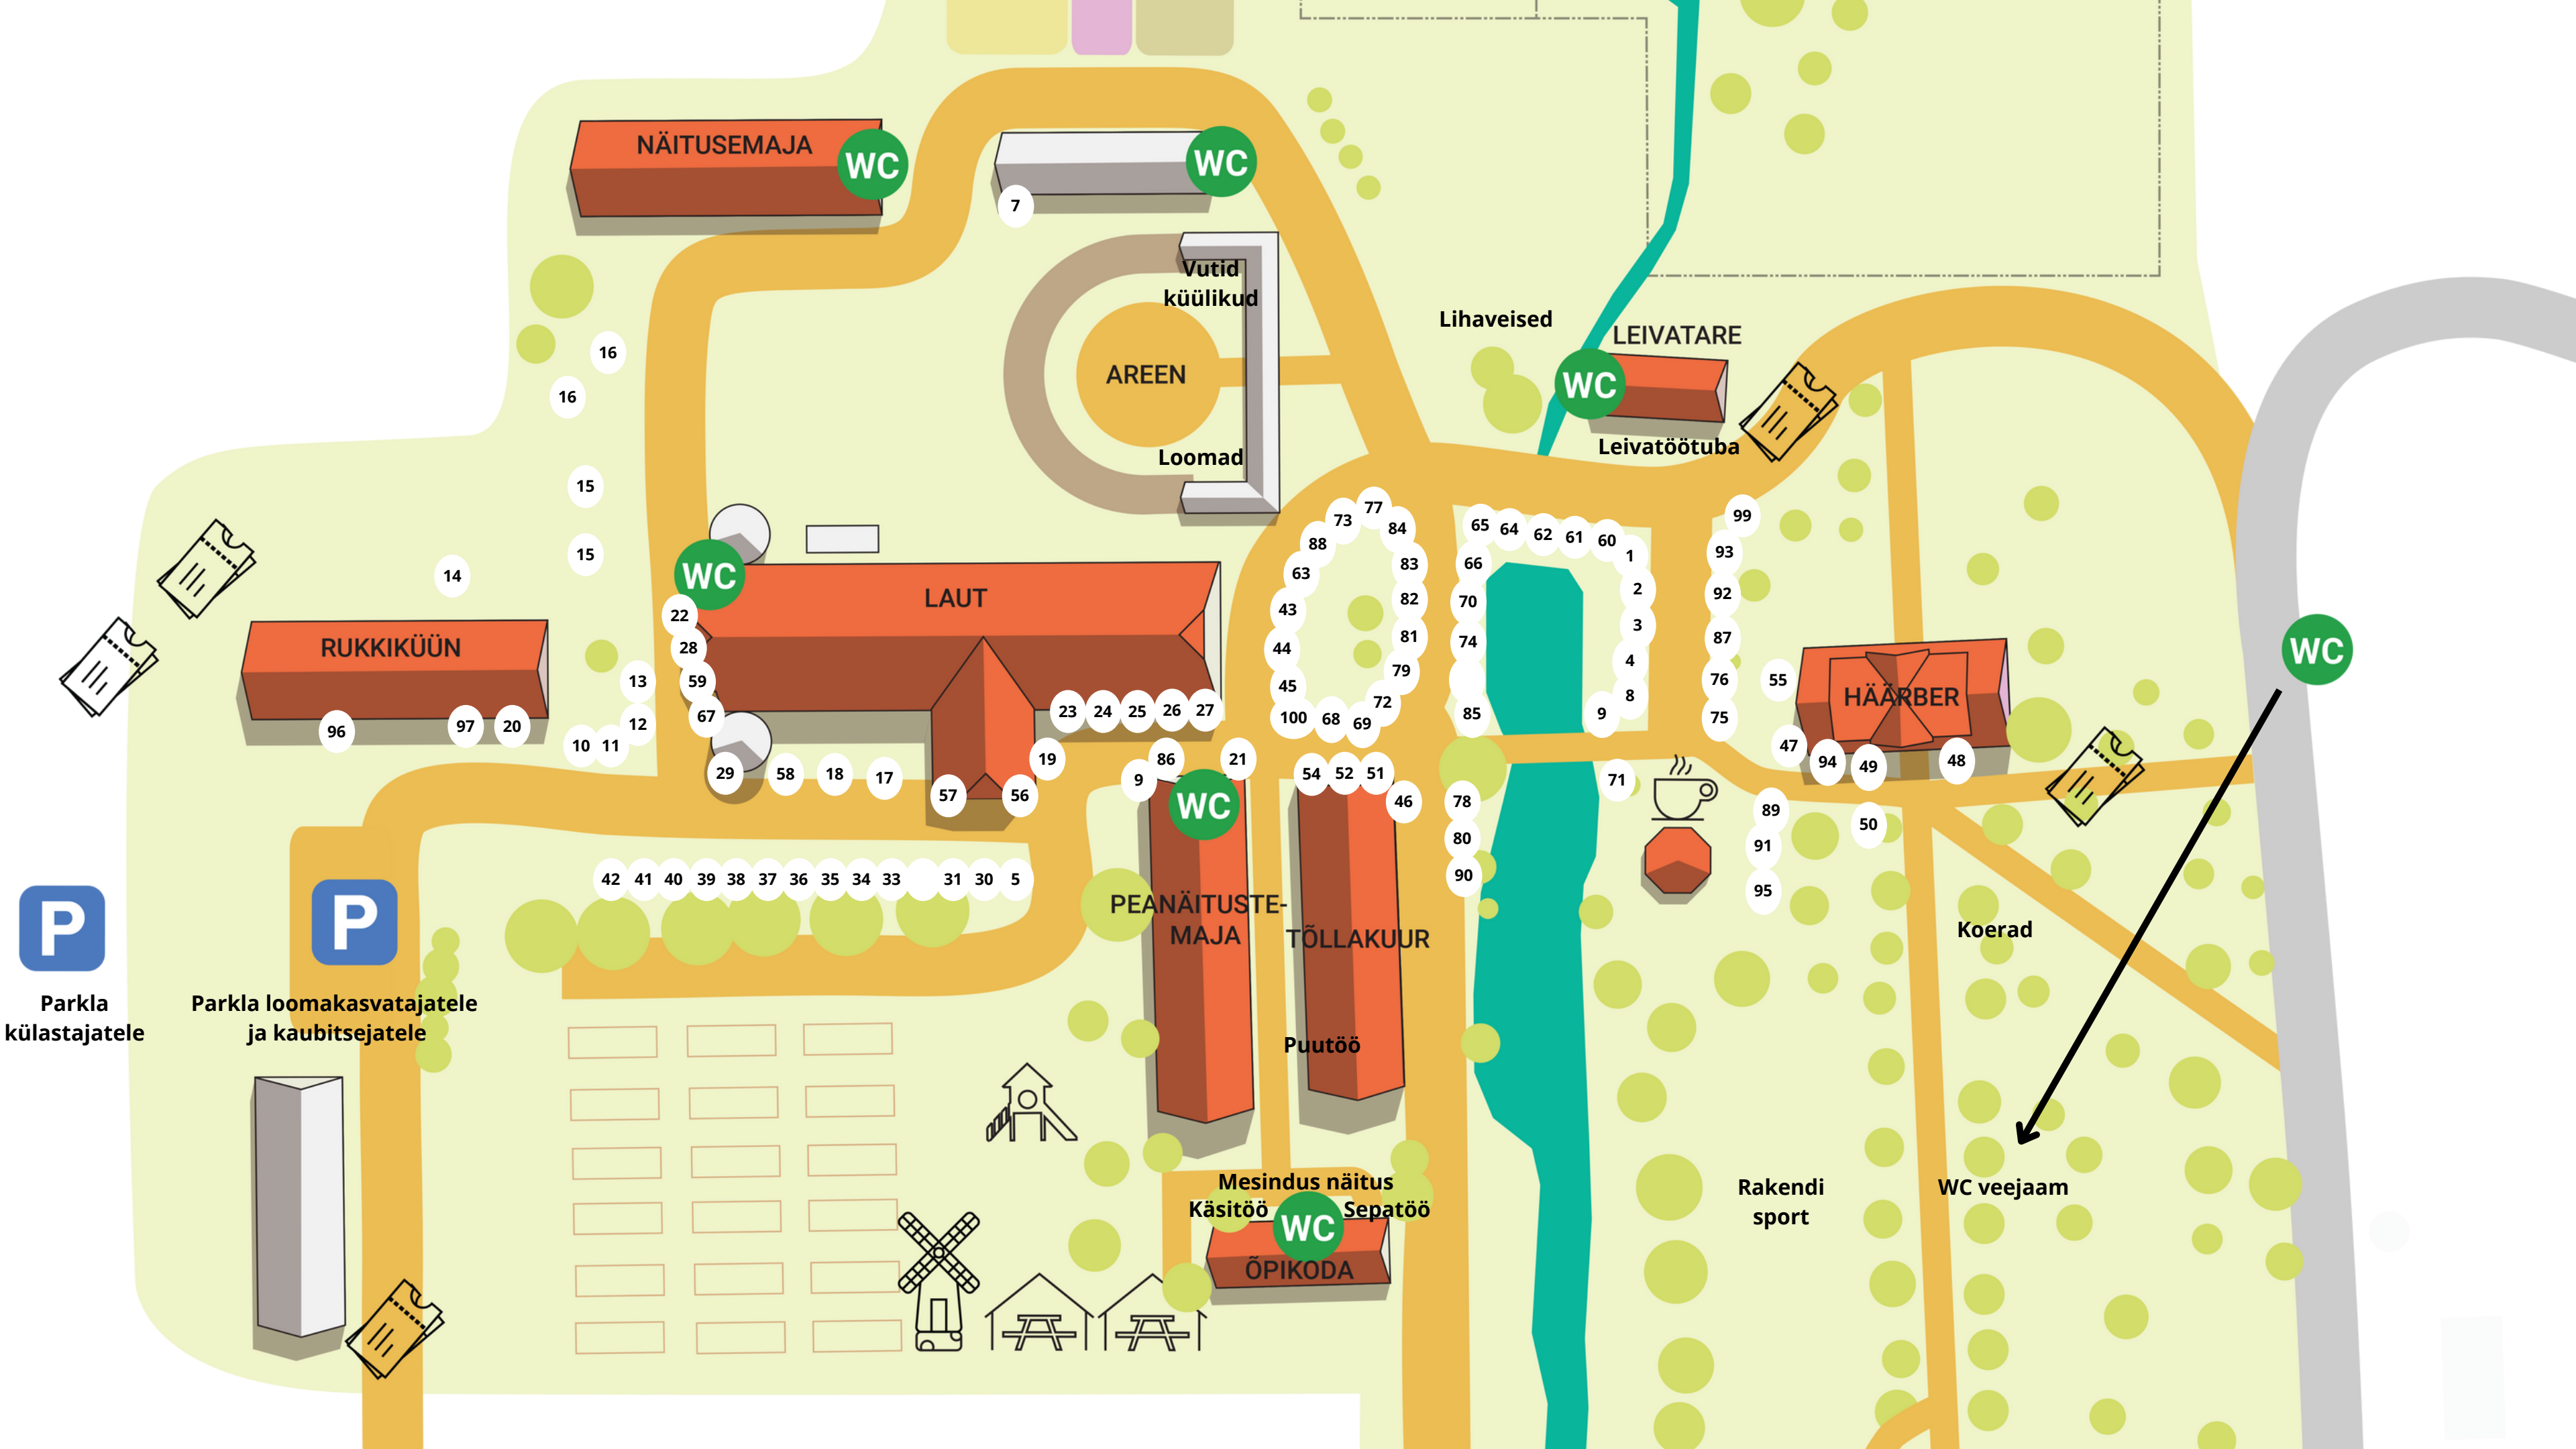 NÄITUSEMAJA
WC
WC
7
Vutid
küülikud
AREEN
Loomad
Lihaveised
LEIVATARE
WC
Leivatöötuba
16
16
15
15
14
RUKKIKÜÜN
96
97
20
13
12
10
11
WC
LAUT
22
28
59
67
29
58
18
17
57
56
19
23
24
25
26
27
77
73
84
88
83
63
82
43
81
44
79
45
72
100
68
69
65
64
62
61
60
1
66
2
70
3
74
4
8
85
9
99
93
92
87
76
75
55
HÄÄRBER
47
94
49
48
50
89
91
95
71
86
21
9
WC
54
52
51
46
78
80
90
42
41
40
39
38
37
36
35
34
33
31
30
5
PEANÄITUSTE-
MAJA
TÕLLAKUUR
Puutöö
P
Parkla
külastajatele
P
Parkla loomakasvatajatele
ja kaubitsejatele
Mesindus näitus
Käsitöö
Sepatöö
WC
ÕPIKODA
Koerad
WC
Rakendi
sport
WC veejaam